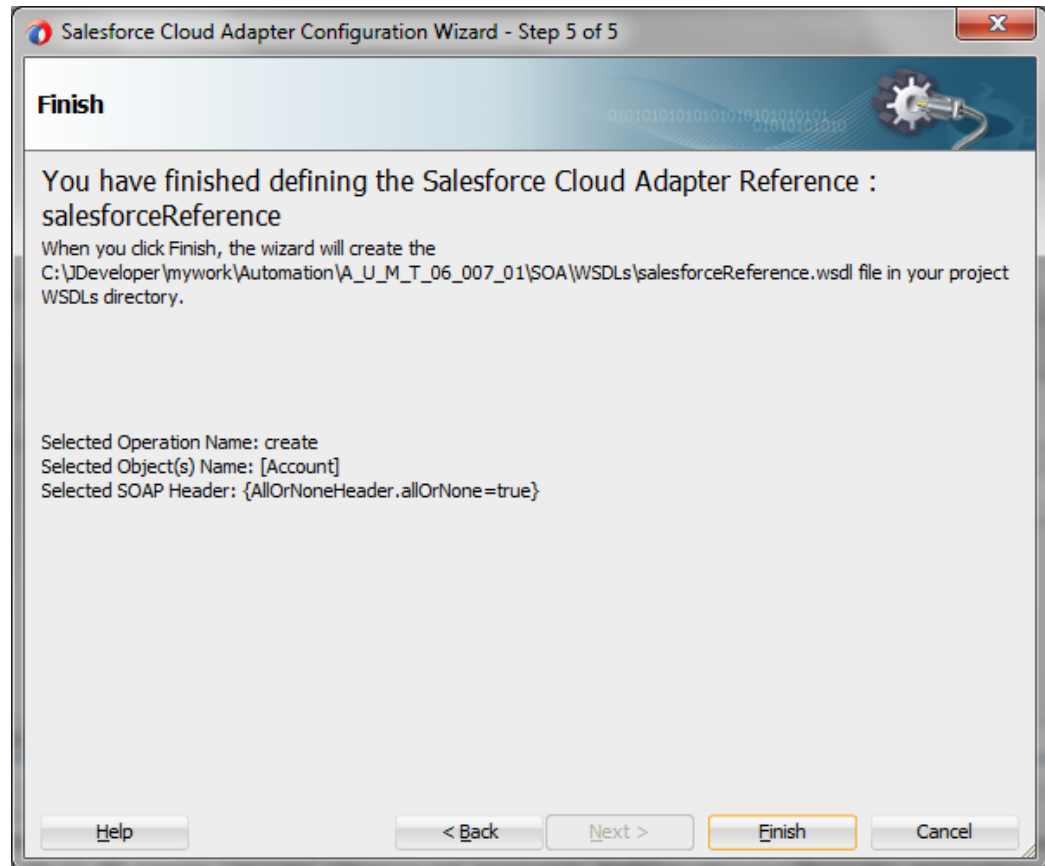 Salesforce Cloud Adapter Configuration Wizard - Step 5 of 5
Finish
You have finished defining the Salesforce Cloud Adapter Reference :
salesforceReference
When you click Finish, the wizard will create the
C:\JDeveloper\mywork\Automation\A_U_M_T_06_007_01\SOA\WSDLs\salesforceReference.wsdl file in your project
WSDLs directory.
Selected Operation Name: create
Selected Object(s) Name: [Account]
Selected SOAP Header: {AllOrNoneHeader.allOrNone=true}
Help
< Back
Next >
Finish
Cancel